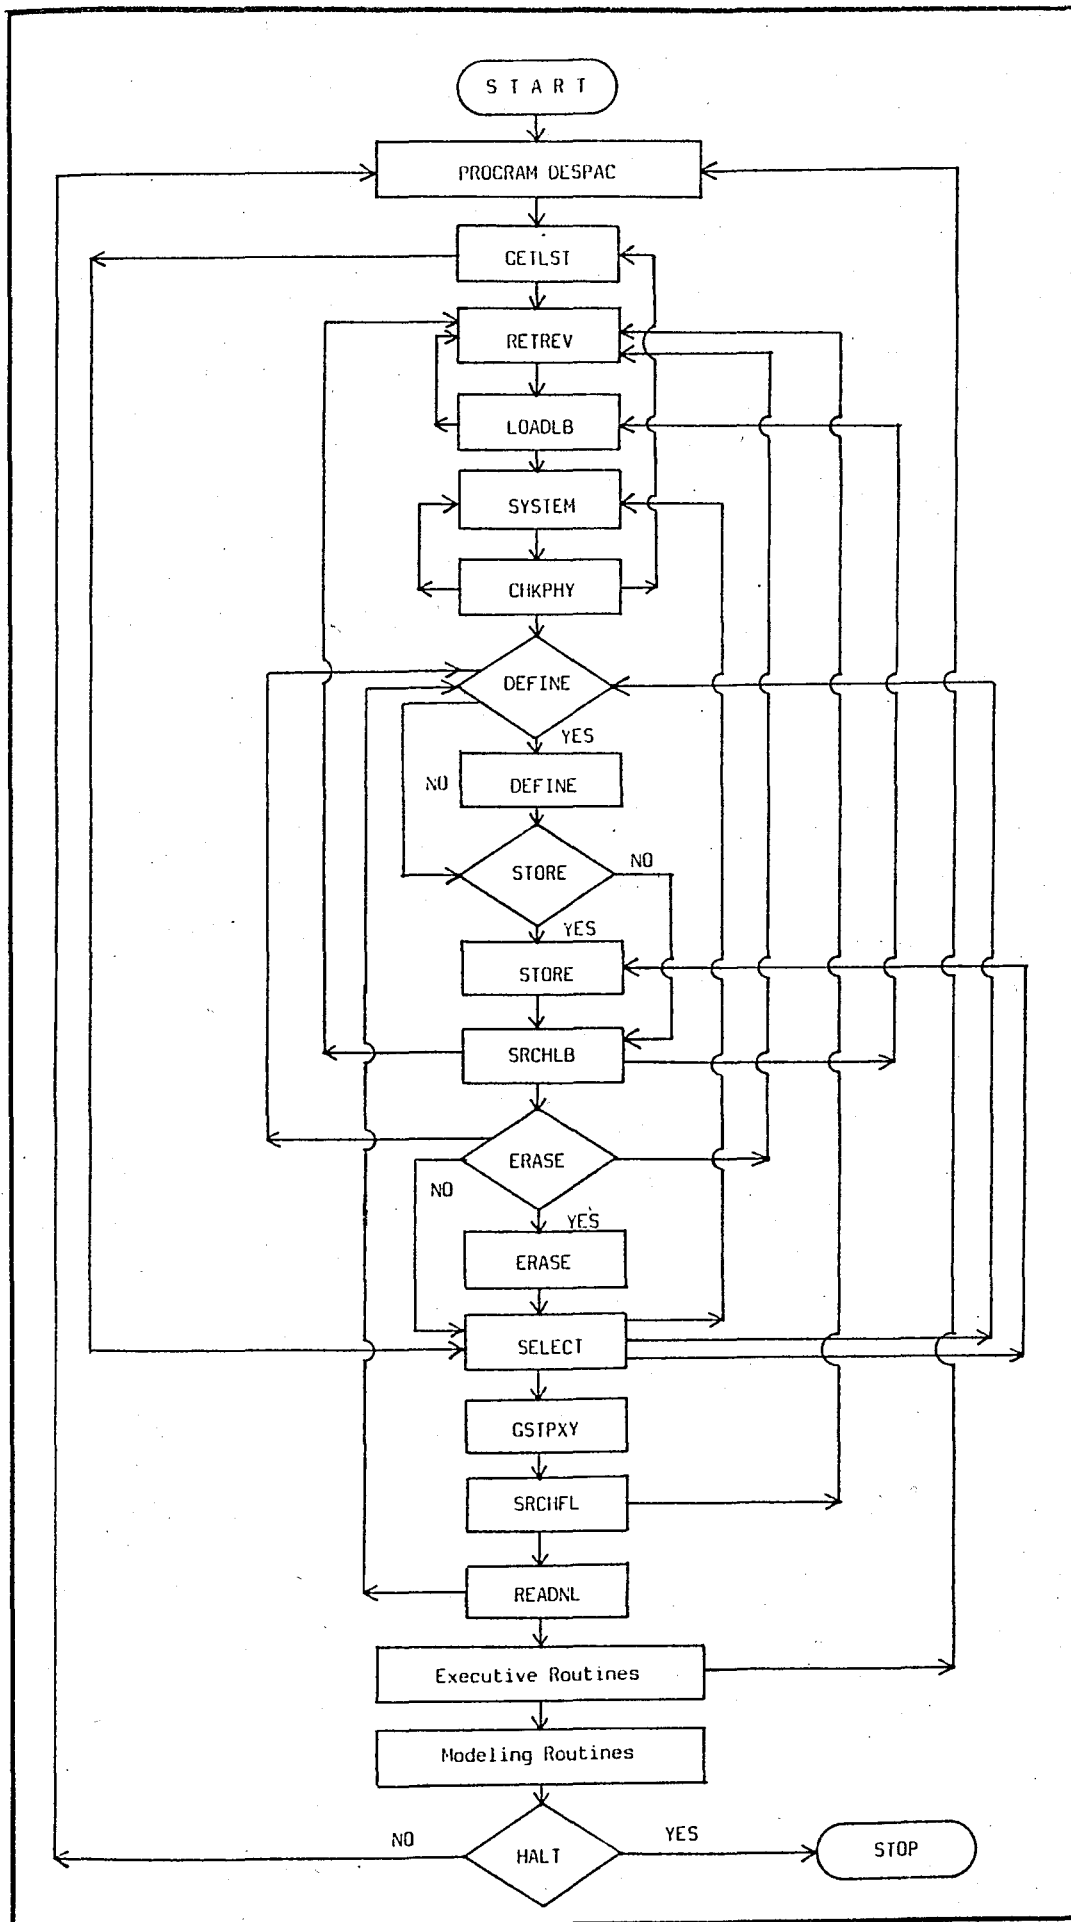 S T A R T
PROGRAM DESPAC
GETLST
RETREV
LOADLB
SYSTEM
CHKPHY
DEFINE
YES
NO
DEFINE
STORE
NO
YES
STORE
SRCHLB
ERASE
NO
YES
ERASE
SELECT
GSTPXY
SRCHFL
READNL
Executive Routines
Modeling Routines
NO
YES
HALT
STOP